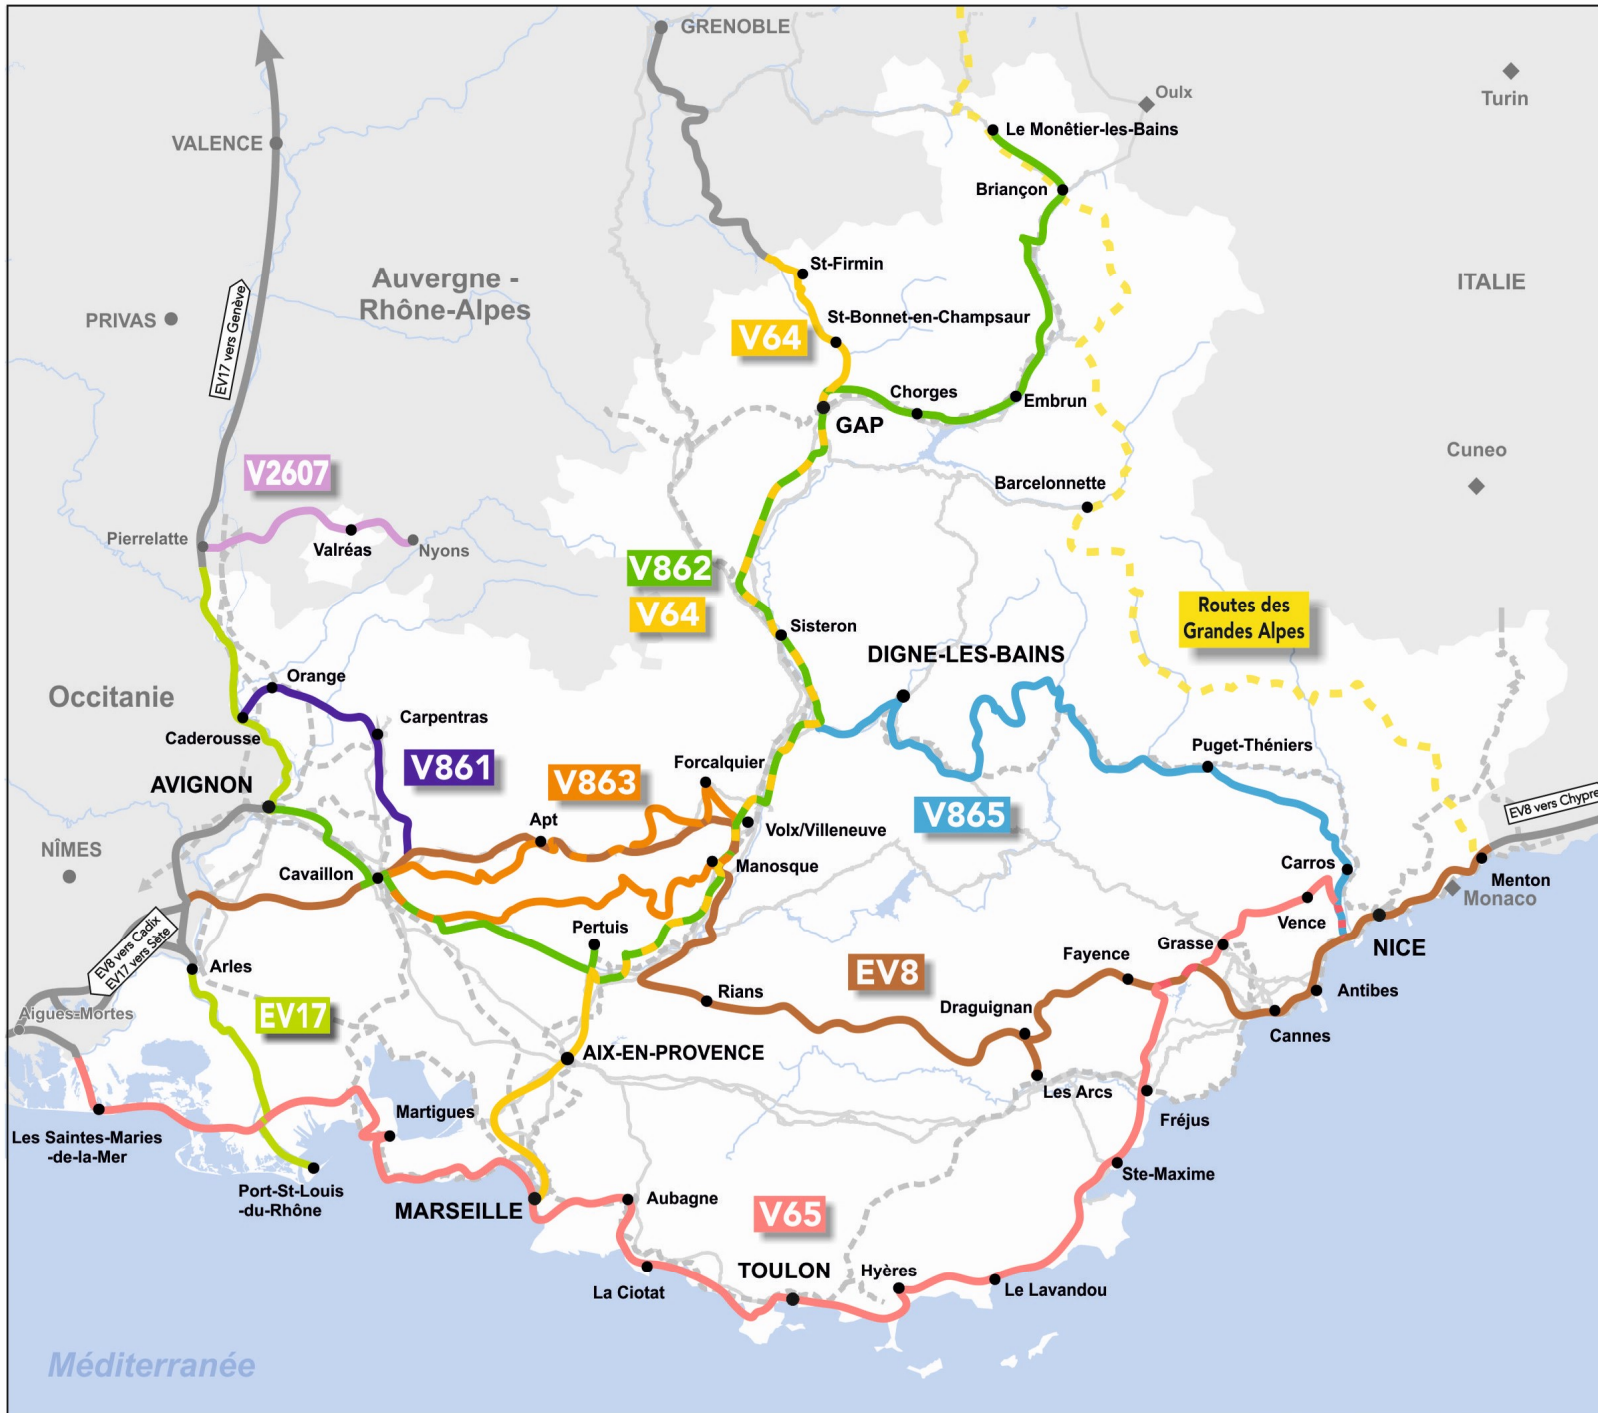 GRENOBLE
Oulx
Turin
VALENCE
Le Monêtier-les-Bains
Briançon
St-Firmin
Auvergne -
Rhône-Alpes
ITALIE
EV17 vers Genève
PRIVAS
St-Bonnet-en-Champsaur
V64
Chorges
Embrun
GAP
Cuneo
V2607
Barcelonnette
Pierrelatte
Valréas
Nyons
V862
V64
Routes des
Grandes Alpes
Sisteron
DIGNE-LES-BAINS
Orange
Occitanie
Carpentras
Caderousse
Puget-Théniers
V861
Forcalquier
V863
AVIGNON
EV8 vers Chypre
V865
Apt
Volx/Villeneuve
NÎMES
Cavaillon
Manosque
Carros
Menton
Monaco
Vence
Pertuis
Grasse
NICE
EV8 vers Cadix
EV17 vers Sète
Arles
Fayence
EV8
Rians
Antibes
Draguignan
Aigues-Mortes
EV17
Cannes
AIX-EN-PROVENCE
Les Arcs
Martigues
Fréjus
Les Saintes-Maries
-de-la-Mer
Ste-Maxime
Port-St-Louis
-du-Rhône
Aubagne
MARSEILLE
V65
TOULON
Hyères
La Ciotat
Le Lavandou
Méditerranée